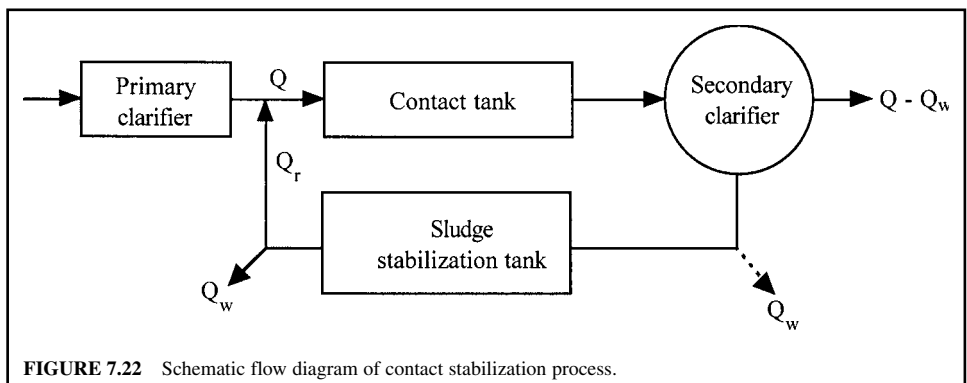 Primary
clarifier
Q
Contact tank
Secondary
clarifier
Q - Qw
Qr
Sludge
stabilization tank
Qw
Qw
FIGURE 7.22 Schematic flow diagram of contact stabilization process.